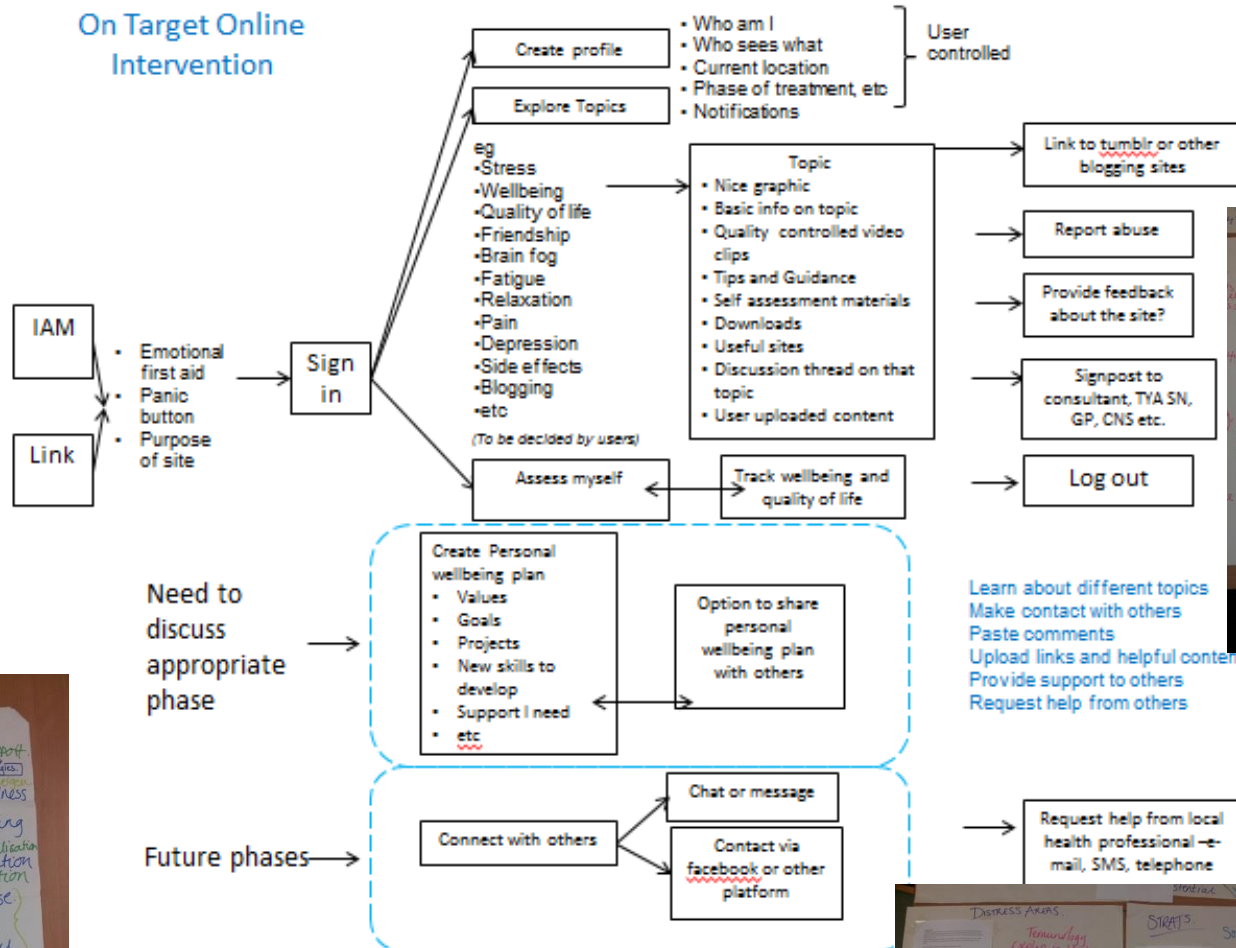 On Target Online
Intervention
Create profile
• Who am I
• Who sees what
• Current location
• Phase of treatment, etc
• Notifications
User
controlled
Explore Topics
eg
▪Stress
▪Wellbeing
▪Quality of life
▪Friendship
▪Brain fog
▪Fatigue
▪Relaxation
▪Pain
▪Depression
▪Side effects
▪Blogging
▪etc
(To be decided by users)
Topic
▪ Nice graphic
▪ Basic info on topic
▪ Quality controlled video
clips
▪ Tips and Guidance
▪ Self assessment materials
▪ Downloads
▪ Useful sites
▪ Discussion thread on that
topic
▪ User uploaded content
Link to tumblr or other
blogging sites
Report abuse
Provide feedback
about the site?
Signpost to
consultant, TYA SN,
GP, CNS etc.
Log out
IAM
Link
• Emotional
first aid
• Panic
button
• Purpose
of site
Sign
in
Assess myself
Track wellbeing and
quality of life
Need to
discuss
appropriate
phase
Create Personal
wellbeing plan
• Values
• Goals
• Projects
• New skills to
develop
• Support I need
• etc
Option to share
personal
wellbeing plan
with others
Learn about different topics
Make contact with others
Paste comments
Upload links and helpful conten
Provide support to others
Request help from others
Future phases
Connect with others
Chat or message
Contact via
facebook or other
platform
Request help from local
health professional –e-
mail, SMS, telephone
DISTRESS AREAS.
STRATS